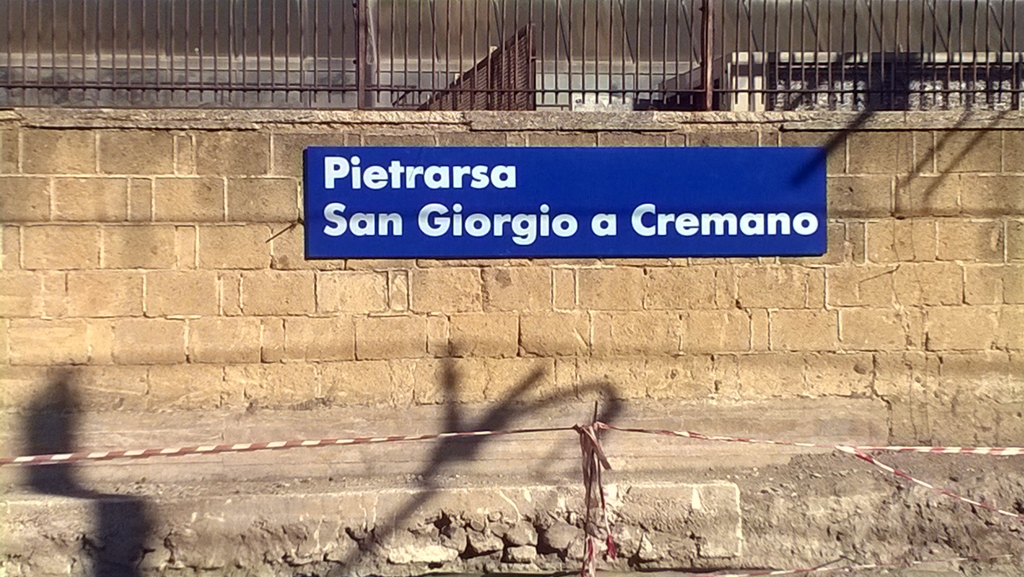 Pietrarsa
San Giorgio a Cremano